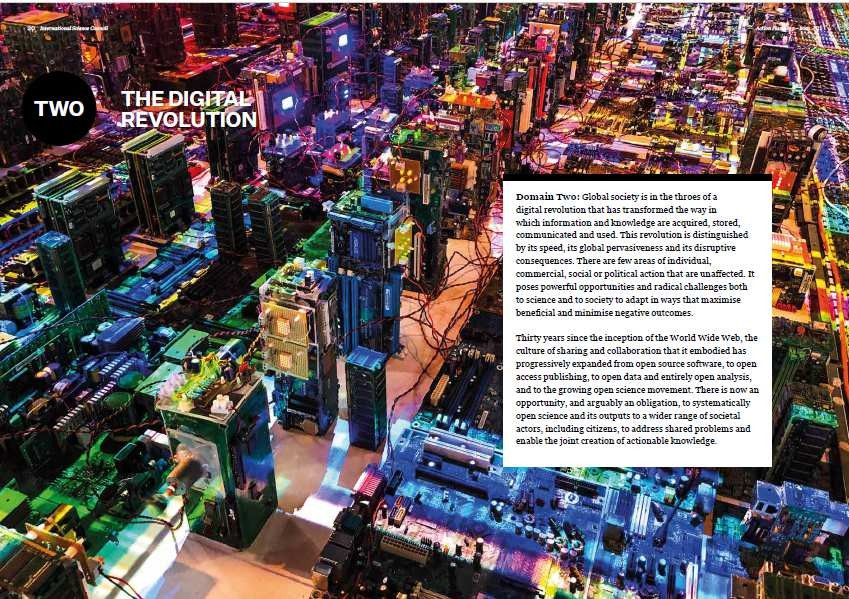 20 International Science Council
TWO
THE DIGITAL
REVOLUTION
Domain Two: Global society is in the throes of a
digital revolution that has transformed the way in
which information and knowledge are acquired, stored,
communicated and used. This revolution is distinguished
by its speed, its global pervasiveness and its disruptive
consequences. There are few areas of individual,
commercial, social or political action that are unaffected. It
poses powerful opportunities and radical challenges both
to science and to society to adapt in ways that maximise
beneficial and minimise negative outcomes.
Thirty years since the inception of the World Wide Web, the
culture of sharing and collaboration that it embodied has
progressively expanded from open source software, to open
access publishing, to open data and entirely open analysis,
and to the growing open science movement. There is now an
opportunity, and arguably an obligation, to systematically
open science and its outputs to a wider range of societal
actors, including citizens, to address shared problems and
enable the joint creation of actionable knowledge.